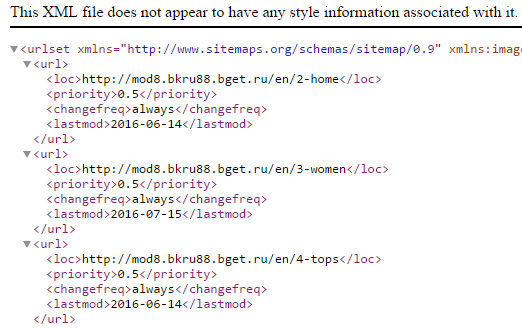 This XML file does not appear to have any style information associated with it.
▼<urlset xmlns="http://www.sitemaps.org/schemas/sitemap/0.9" xmlns:imag
▼<url>
<loc>http://mod8.bkru88.bget.ru/en/2-home</loc>
<priority>0.5</priority>
<changefreq>always</changefreq>
<lastmod>2016-06-14</lastmod>
</url>
▼<url>
<loc>http://mod8.bkru88.bget.ru/en/3-women</loc>
<priority>0.5</priority>
<changefreq>always</changefreq>
<lastmod>2016-07-15</lastmod>
</url>
▼<url>
<loc>http://mod8.bkru88.bget.ru/en/4-tops</loc>
<priority>0.5</priority>
<changefreq>always</changefreq>
<lastmod>2016-06-14</lastmod>
</url>